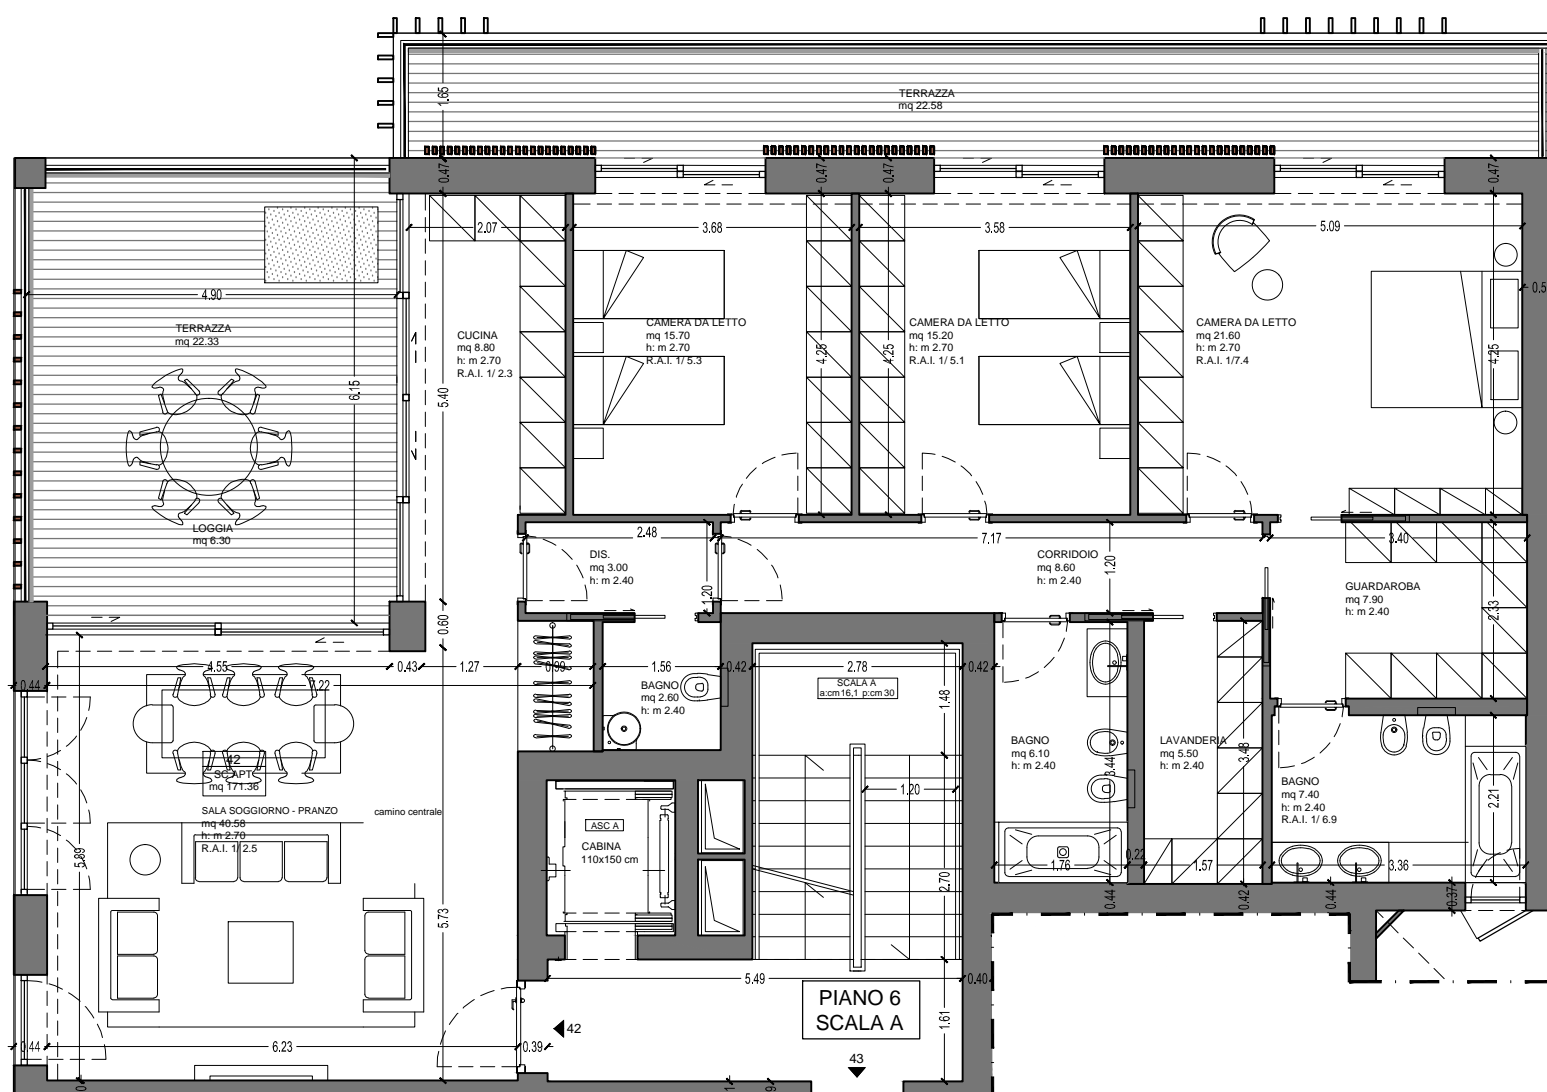 TERRAZZA
mq 22.58
1.65
0.47
0.47
0.47
0.47
2.07
3.68
3.58
5.09
4.90
TERRAZZA
mq 22.33
6.15
CUCINA
mq 8.80
h: m 2.70
R.A.I. 1/ 2.3
5.40
CAMERA DA LETTO
mq 15.70
h: m 2.70
R.A.I. 1/ 5.3
4.25
4.25
CAMERA DA LETTO
mq 15.20
h: m 2.70
R.A.I. 1/ 5.1
CAMERA DA LETTO
mq 21.60
h: m 2.70
R.A.I. 1/7.4
4.25
LOGGIA
mq 6.30
2.48
DIS.
mq 3.00
h: m 2.40
1.20
7.17
CORRIDOIO
mq 8.60
h: m 2.40
1.20
3.40
GUARDAROBA
mq 7.90
h: m 2.40
2.33
0.60
4.55
0.43
1.27
0.99
1.56
0.42
2.78
0.42
0.44
7.22
BAGNO
mq 2.60
h: m 2.40
SCALA A
a:cm16,1 p:cm30
1.48
42
SC.APT.
mq 171.36
BAGNO
mq 6.10
h: m 2.40
3.44
LAVANDERIA
mq 5.50
h: m 2.40
3.48
BAGNO
mq 7.40
h: m 2.40
R.A.I. 1/ 6.9
2.21
SALA SOGGIORNO - PRANZO
mq 40.58
h: m 2.70
R.A.I. 1/ 2.5
camino centrale
5.89
ASC A
CABINA
110x150 cm
1.20
2.70
1.76
0.22
1.57
3.36
0.44
0.42
0.44
0.37
5.73
5.49
0.40
PIANO 6
SCALA A
1.61
42
43
0.44
6.23
0.39